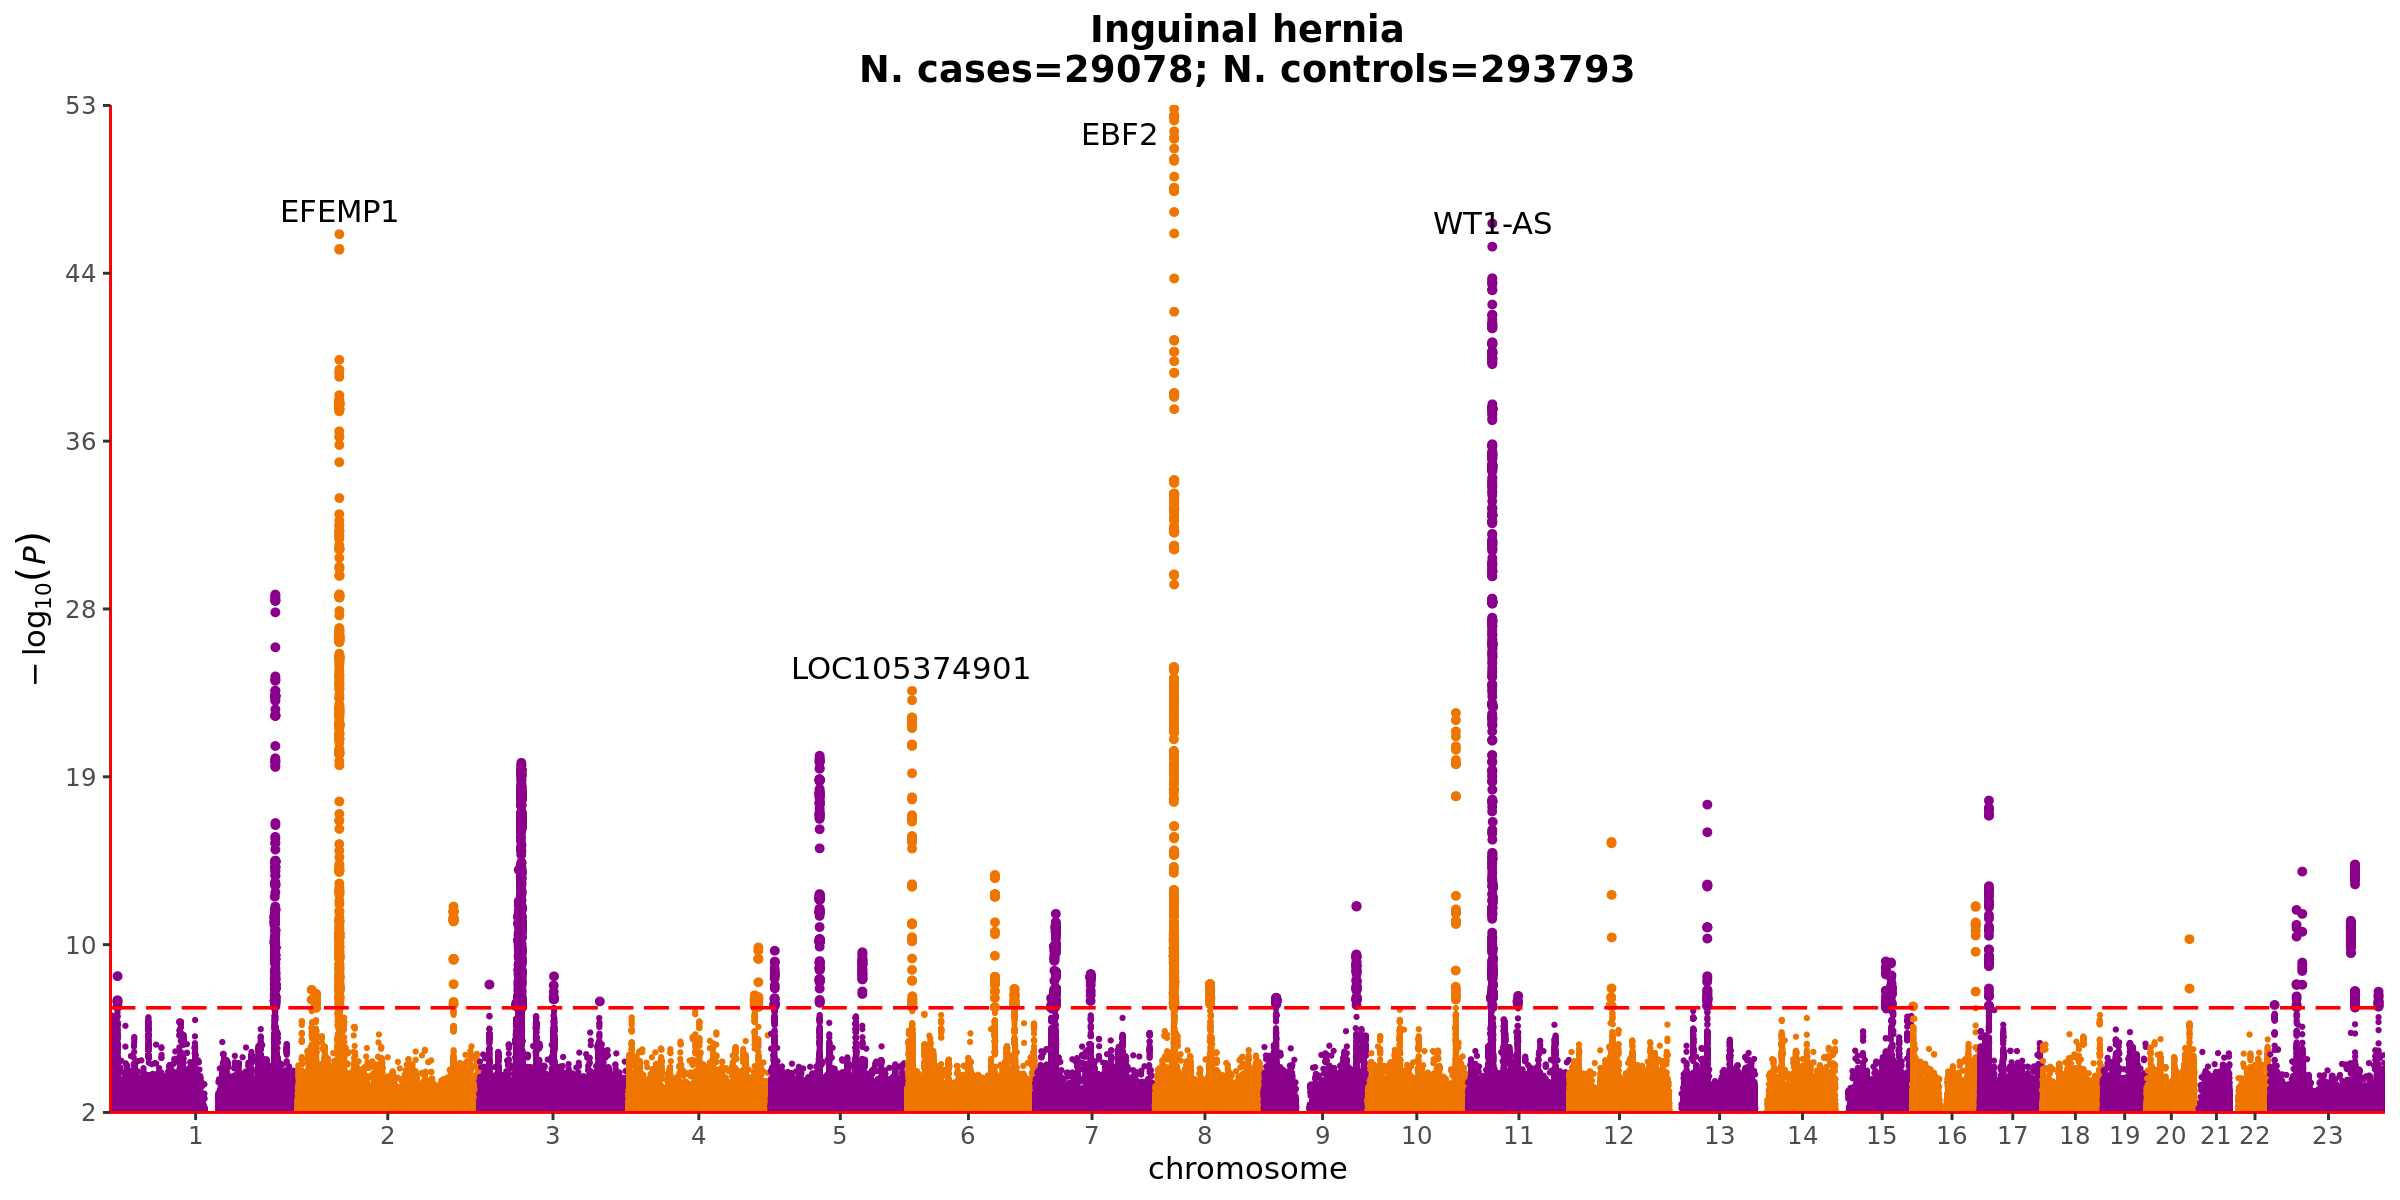 Inguinal hernia
N. cases=29078; N. controls=293793
53
EBF2
EFEMP1
WT1-AS
44
36
28
LOC105374901
19
10
2
−log10(P)
1 2 3 4 5 6 7 8 9 10 11 12 13 14 15 16 17 18 19 20 21 22 23
chromosome